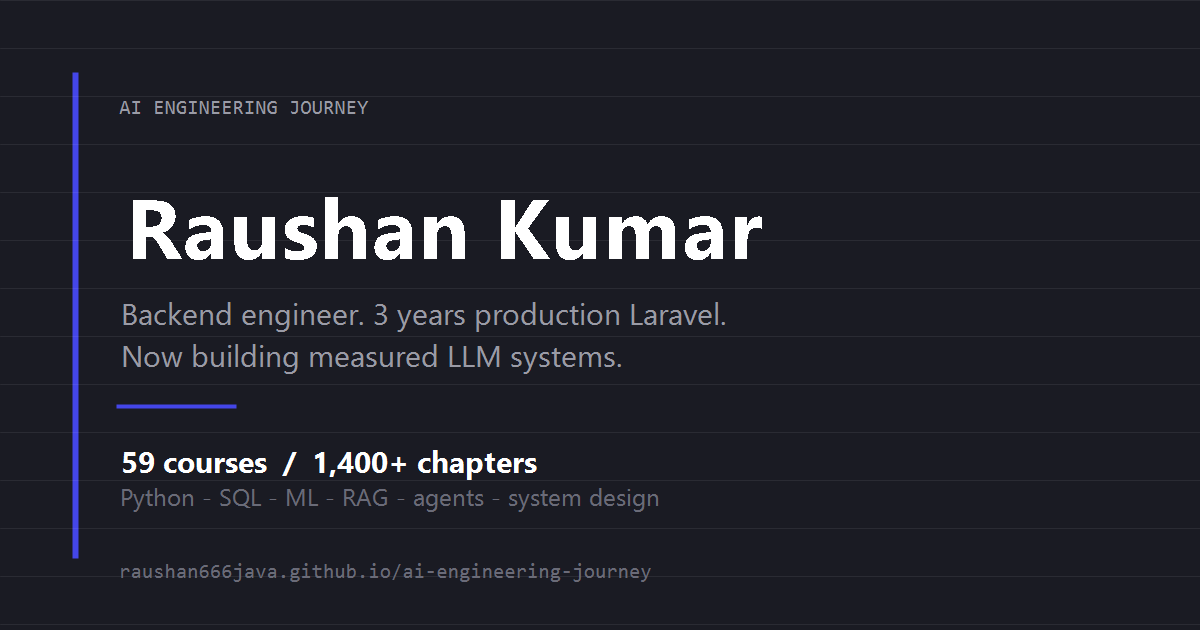 AI ENGINEERING JOURNEY
Raushan Kumar
Backend engineer. 3 years production Laravel.
Now building measured LLM systems.
59 courses / 1,400+ chapters
Python - SQL - ML - RAG - agents - system design
raushan666java.github.io/ai-engineering-journey